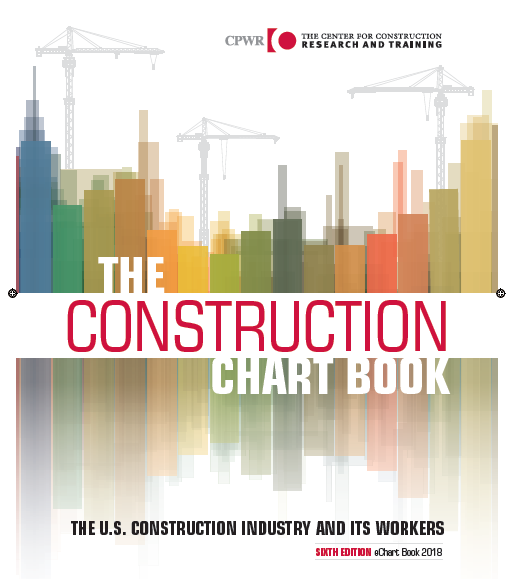 CPWR THE CENTER FOR CONSTRUCTION
RESEARCH AND TRAINING
THE
CONSTRUCTION
CHART BOOK
THE U.S. CONSTRUCTION INDUSTRY AND ITS WORKERS
SIXTH EDITION eChart Book 2018